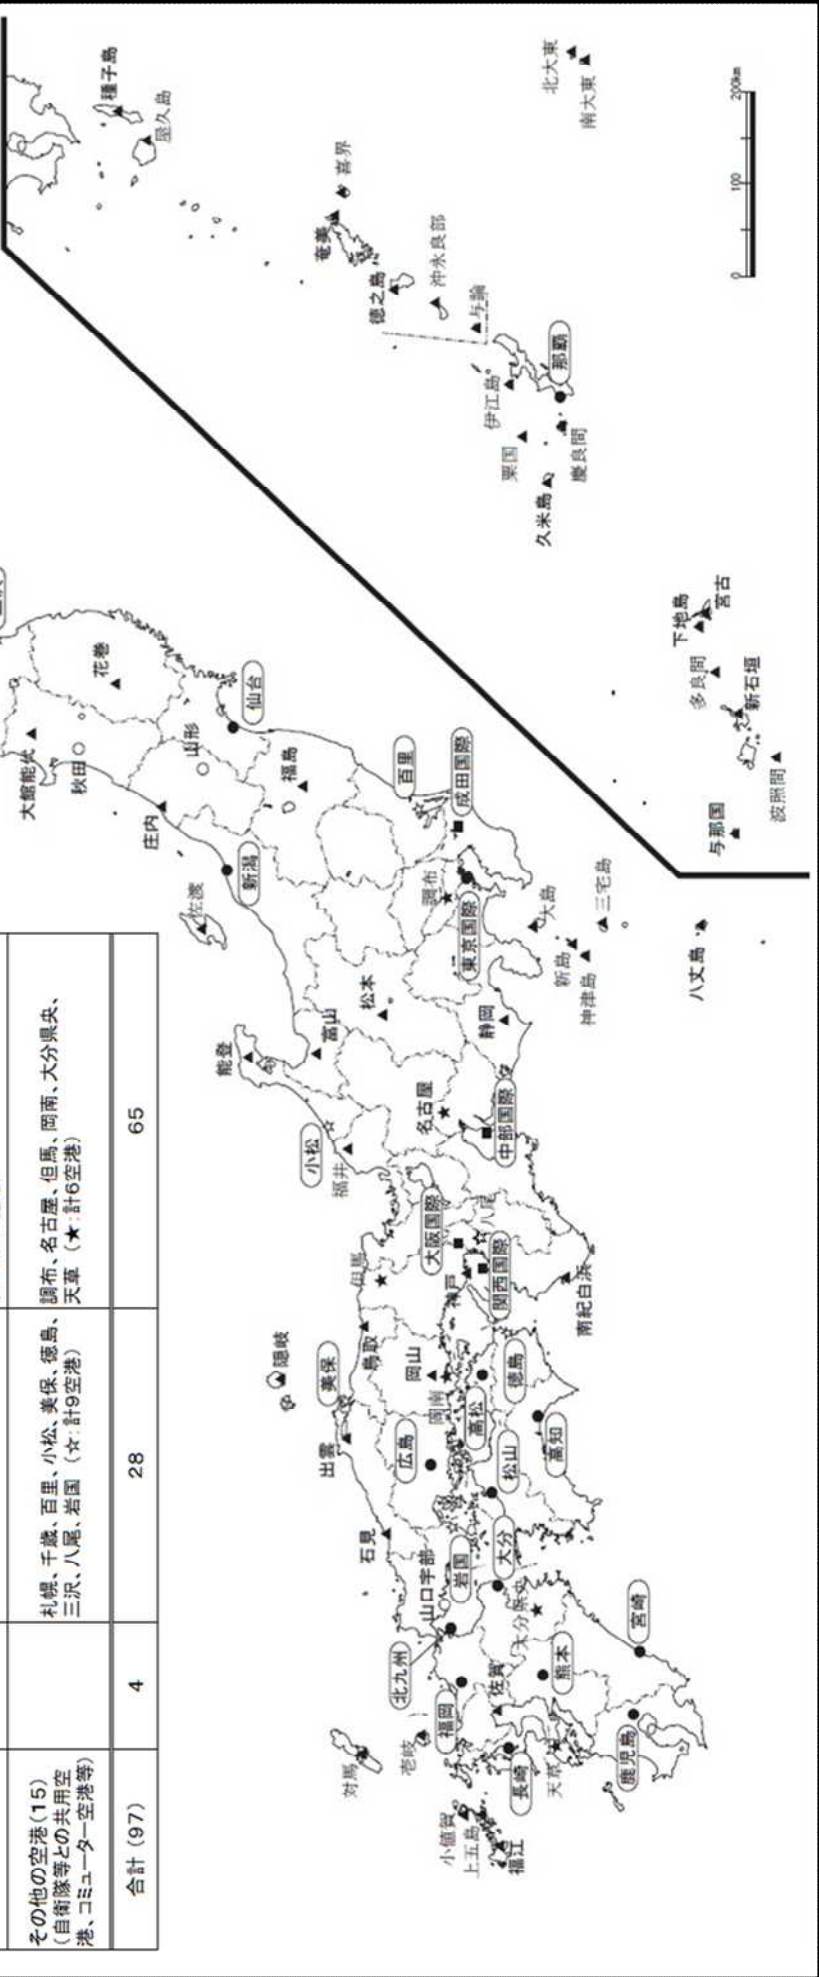 その他の空港(15)
(自衛隊等との共用空
港、コミューター空港等)
札幌、千歳、百里、小松、美保、徳島、
三沢、八尾、岩国 (☆:計9空港)
調布、名古屋、但馬、岡南、大分県央、
天草 (★:計6空港)
合計(97)
4
28
65
大館能代
秋田
花巻
庄内
山形
仙台
佐渡
新潟
福島
百里
成田国際
調布
東京国際
大島
三宅島
新島
神津島
八丈島
能登
富山
松本
静岡
小松
福井
名古屋
中部国際
但馬
大阪国際
八尾
神戸
関西国際
南紀白浜
隠岐
美保
鳥取
岡山
岡南
高松
徳島
出雲
広島
松山
高知
石見
山口宇部
岩国
大分
大分県央
北九州
福岡
佐賀
熊本
宮崎
対馬
壱岐
長崎
天草
鹿児島
小値賀
上五島
福江
種子島
屋久島
奄美
喜界
徳之島
沖永良部
与論
伊江島
那覇
粟国
慶良間
久米島
北大東
南大東
下地島
宮古
多良間
新石垣
与那国
波照間
0
100
200km